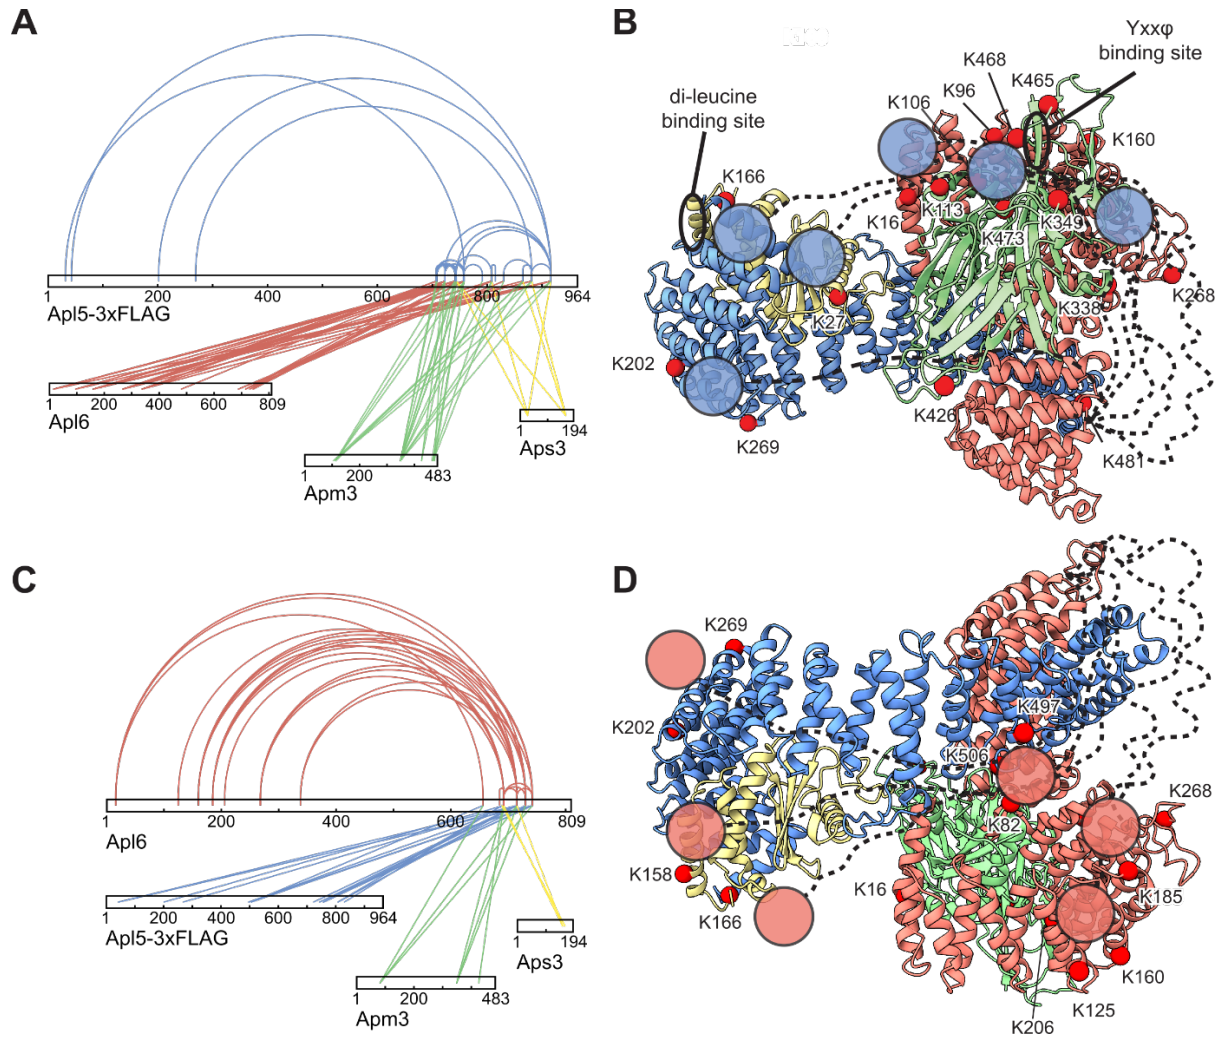 A
1
200
400
600
800
964
Apl5-3xFLAG
1
200
400
600
809
Apl6
1
194
Aps3
1
200
483
Apm3
B
Yxxφ
binding site
di-leucine
binding site
K468
K465
K96
K106
K160
K166
K16
K113
K473
K349
K27
K338
K268
K202
K426
K269
K481
C
1
200
400
600
809
Apl6
1
200
400
600
800
964
Apl5-3xFLAG
1
194
Aps3
1
200
483
Apm3
D
K269
K202
K497
K506
K268
K82
K158
K16
K166
K185
K160
K125
K206